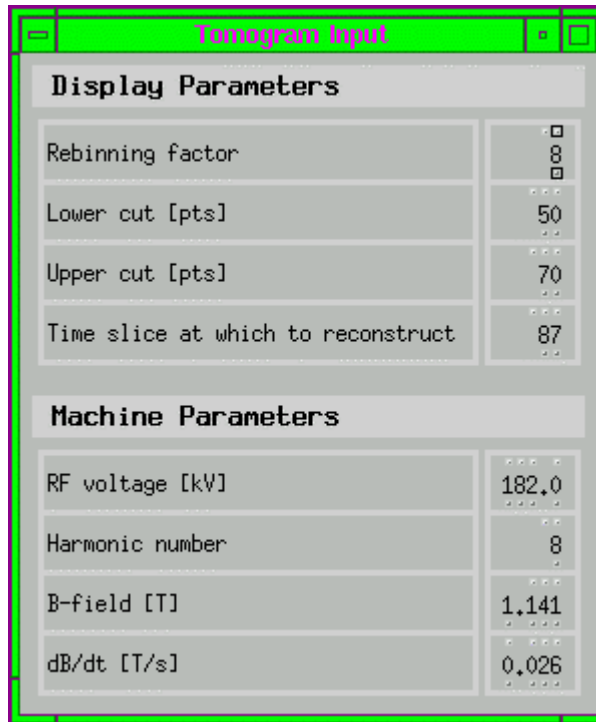 Tomogram Input
Display Parameters
Rebinning factor 8
Lower cut [pts] 50
Upper cut [pts] 70
Time slice at which to reconstruct 87
Machine Parameters
RF voltage [kV] 182.0
Harmonic number 8
B-field [T] 1.141
dB/dt [T/s] 0.026